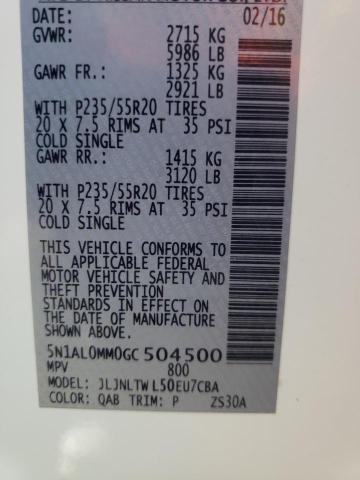 DATE: 02/16
GVWR: 2715 KG
5986 LB
GAWR FR.: 1325 KG
2921 LB
WITH P235/55R20 TIRES
20 X 7.5 RIMS AT 35 PSI
COLD SINGLE
GAWR RR.: 1415 KG
3120 LB
WITH P235/55R20 TIRES
20 X 7.5 RIMS AT 35 PSI
COLD SINGLE
THIS VEHICLE CONFORMS TO
ALL APPLICABLE FEDERAL
MOTOR VEHICLE SAFETY AND
THEFT PREVENTION
STANDARDS IN EFFECT ON
THE DATE OF MANUFACTURE
SHOWN ABOVE.
5N1AL0MM0GC504500
MPV 800
MODEL: JLJNLTW L50EU7CBA
COLOR: QAB TRIM: P ZS30A